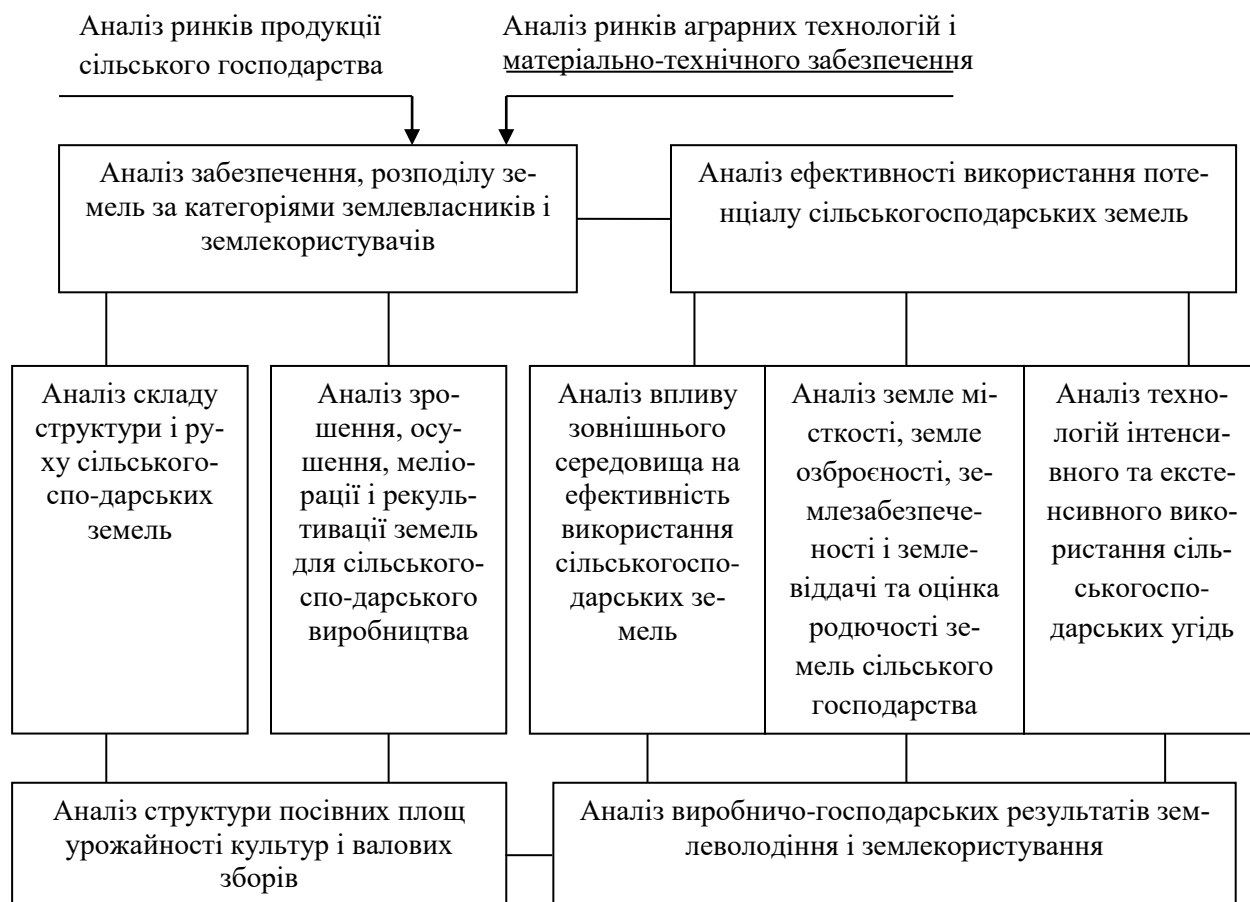 Аналіз ринків продукції
сільського господарства
Аналіз ринків аграрних технологій і
матеріально-технічного забезпечення
Аналіз забезпечення, розподілу зе-
мель за категоріями землевласників і
землекористувачів
Аналіз ефективності використання поте-
нціалу сільськогосподарських земель
Аналіз складу
структури і ру-
ху сільського-
спо-дарських
земель
Аналіз зро-
шення, осу-
шення, меліо-
рації і рекуль-
тивації земель
для сільського-
спо-дарського
виробництва
Аналіз впливу
зовнішнього
середовища на
ефективність
використання
сільськогоспо-
дарських зе-
мель
Аналіз земле мі-
сткості, земле
озброєності, зе-
млезабезпече-
ності і земле-
віддачі та оцінка
родючості зе-
мель сільського
господарства
Аналіз техно-
логій інтенси-
вного таексте-
нсивного вико-
ристання сіль-
ськогоспо-
дарських угідь
Аналіз структури посівних площ
урожайності культур і валових
зборів
Аналіз виробничо-господарських результатів зем-
леволодіння і землекористування